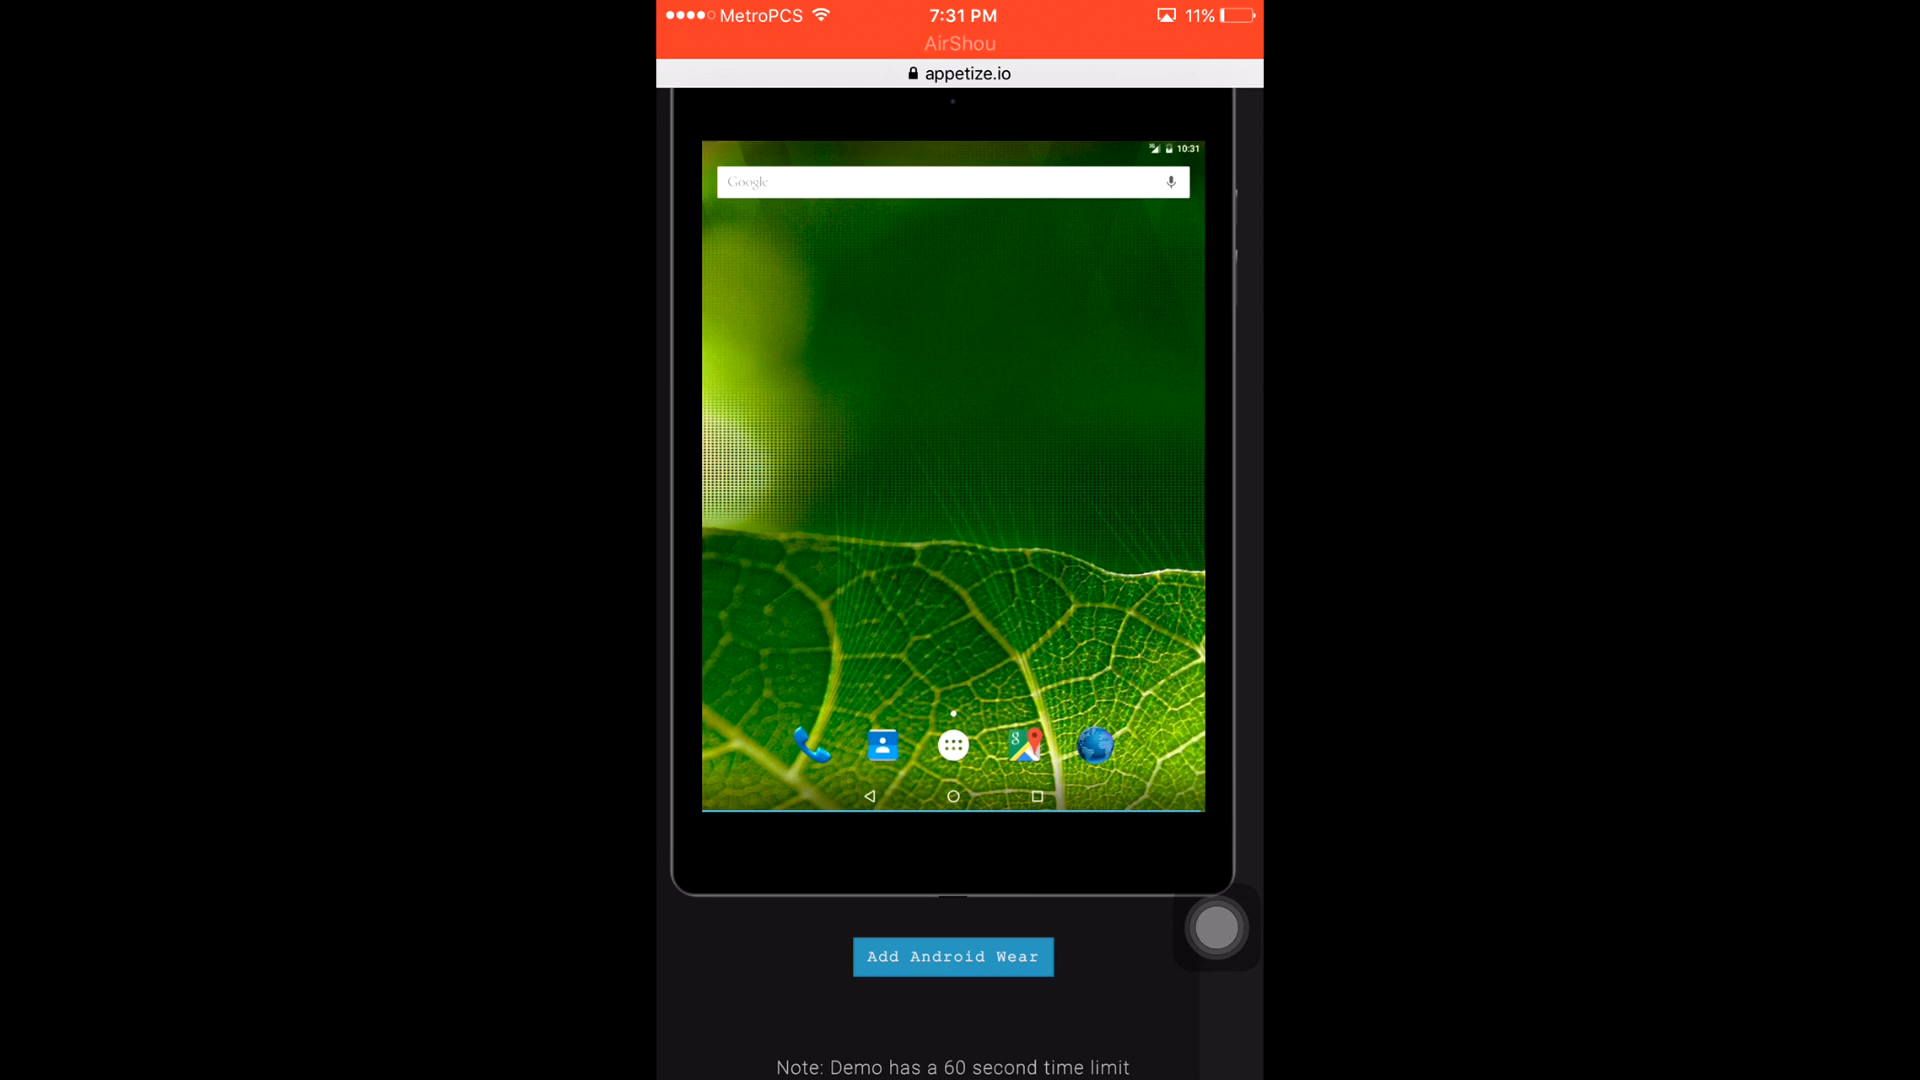 MetroPCS 7:31 PM 11%
AirShou
appetize.io
10:31
Google
Add Android Wear
Note: Demo has a 60 second time limit